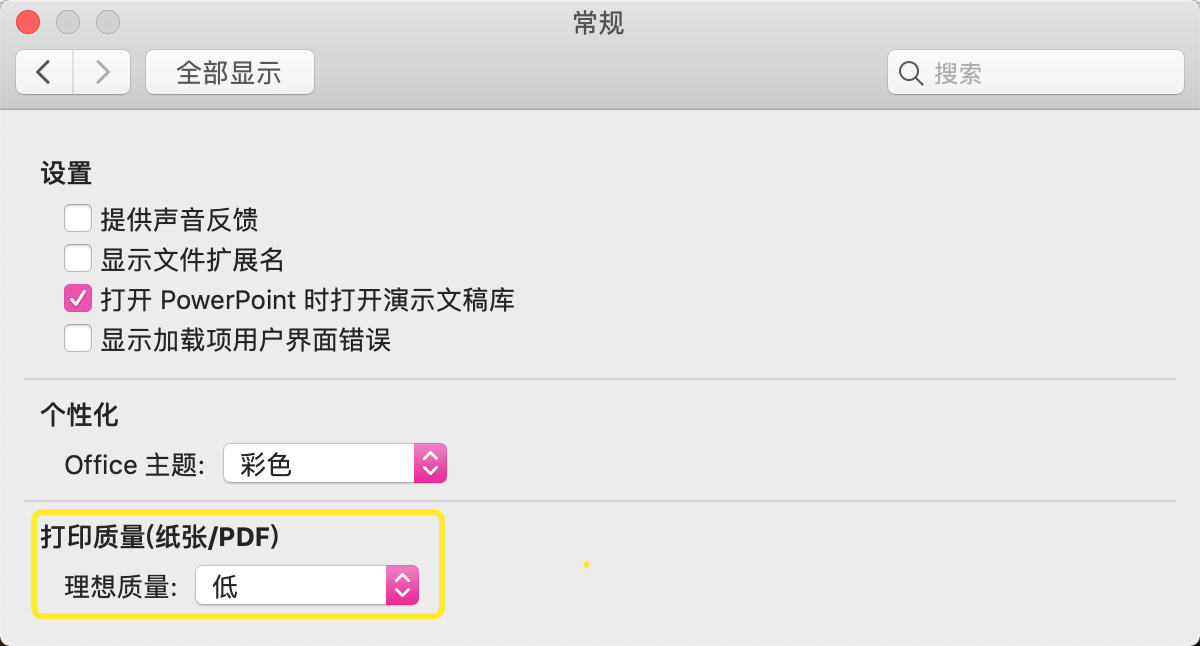 常规
全部显示
搜索
设置
提供声音反馈
显示文件扩展名
打开 PowerPoint 时打开演示文稿库
显示加载项用户界面错误
个性化
Office 主题: 彩色
打印质量(纸张/PDF)
理想质量: 低